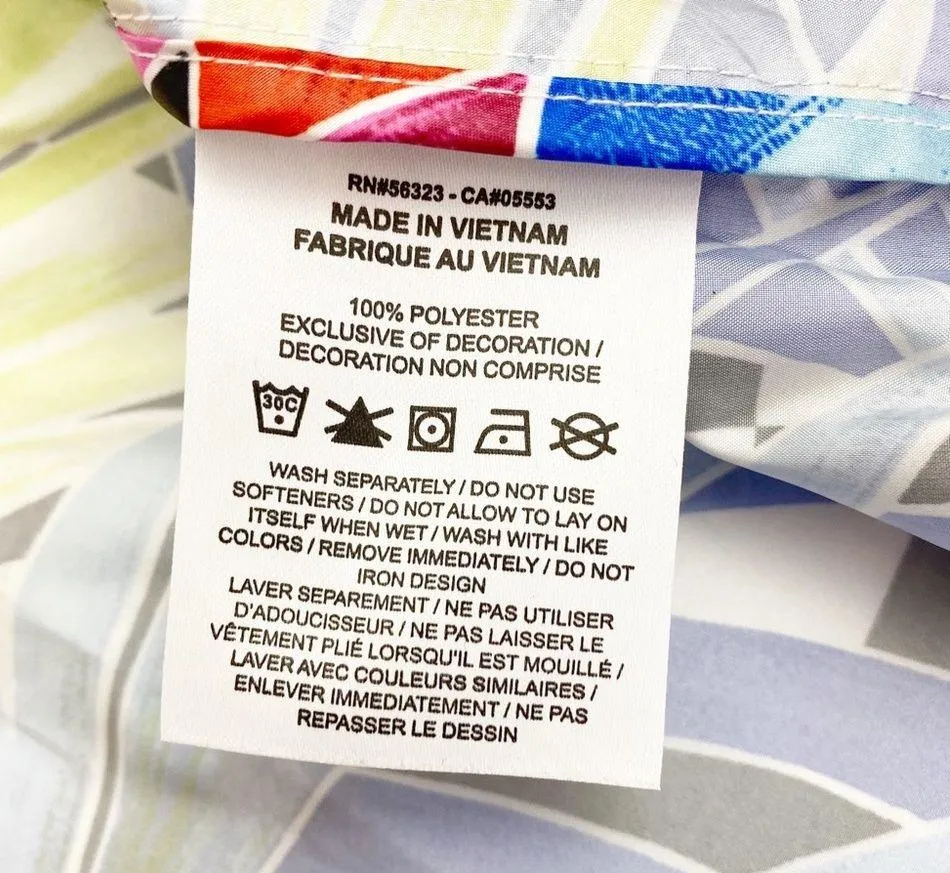 RN#56323 - CA#05553
MADE IN VIETNAM
FABRIQUE AU VIETNAM
100% POLYESTER
EXCLUSIVE OF DECORATION /
DECORATION NON COMPRISE
30C
WASH SEPARATELY / DO NOT USE
SOFTENERS / DO NOT ALLOW TO LAY ON
ITSELF WHEN WET / WASH WITH LIKE
COLORS / REMOVE IMMEDIATELY / DO NOT
IRON DESIGN
LAVER SEPAREMENT / NE PAS UTILISER
D'ADOUCISSEUR / NE PAS LAISSER LE
VÊTEMENT PLIÉ LORSQU'IL EST MOUILLÉ /
LAVER AVEC COULEURS SIMILAIRES /
ENLEVER IMMEDIATEMENT / NE PAS
REPASSER LE DESSIN